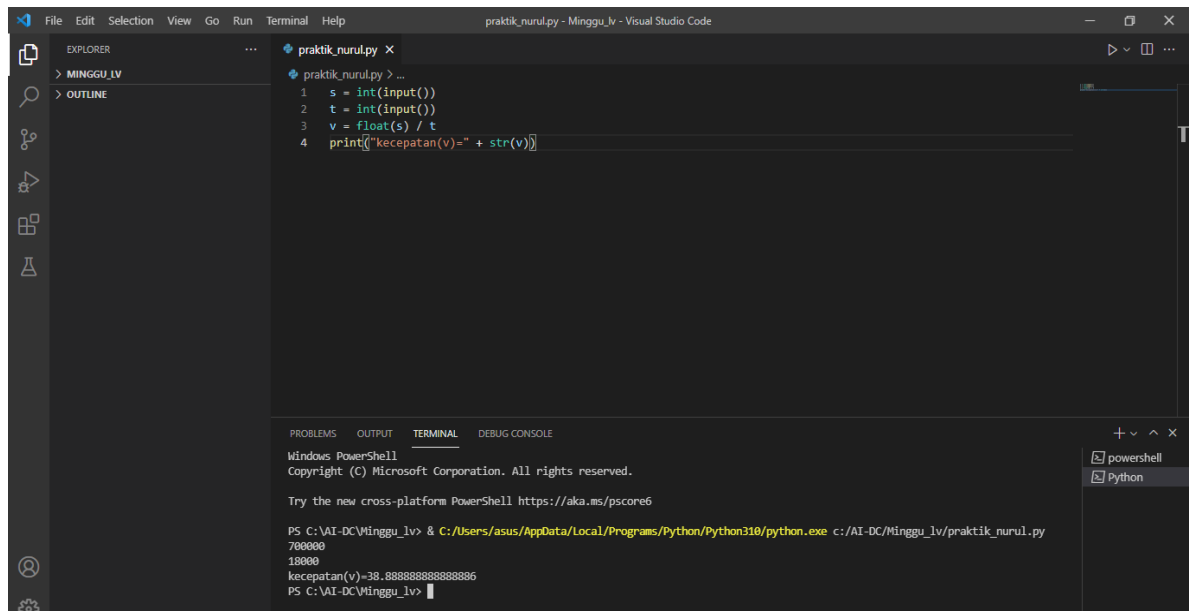 File Edit Selection View Go Run Terminal Help praktik_nurul.py - Minggu_lv - Visual Studio Code
EXPLORER
MINGGU_LV
OUTLINE
praktik_nurul.py
praktik_nurul.py > ...
1 s = int(input())
2 t = int(input())
3 v = float(s) / t
4 print("kecepatan(v)=" + str(v))
PROBLEMS OUTPUT TERMINAL DEBUG CONSOLE
Windows PowerShell
Copyright (C) Microsoft Corporation. All rights reserved.
Try the new cross-platform PowerShell https://aka.ms/pscore6
PS C:\AI-DC\Minggu_lv> & C:/Users/asus/AppData/Local/Programs/Python/Python310/python.exe c:/AI-DC/Minggu_lv/praktik_nurul.py
700000
18000
kecepatan(v)=38.888888888888886
PS C:\AI-DC\Minggu_lv>
powershell
Python